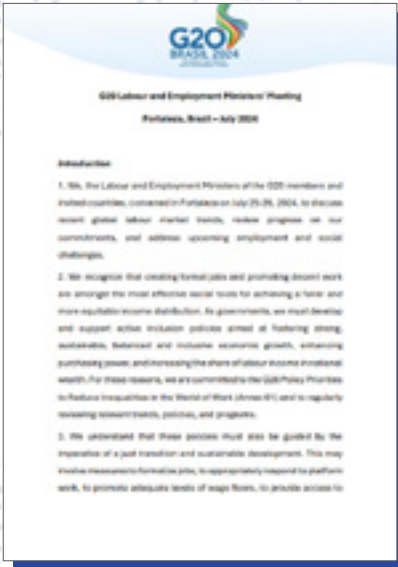 G20
BRASIL 2024
G20 Labour and Employment Ministers' Meeting
Fortaleza, Brazil – July 2024
Introduction
1. We, the Labour and Employment Ministers of the G20 members and
invited countries, convened in Fortaleza on July 25-26, 2024, to discuss
recent global labour market trends, review progress on our
commitments, and address upcoming employment and social
challenges.
2. We recognize that creating formal jobs and promoting decent work
are amongst the most effective social tools for achieving a fairer and
more equitable income distribution. As governments, we must develop
and support active inclusion policies aimed at fostering strong,
sustainable, balanced and inclusive economic growth, enhancing
purchasing power, and increasing the share of labour income in national
wealth. For these reasons, we are committed to the G20 Policy Priorities
to Reduce Inequalities in the World of Work (Annex 01) and to regularly
reviewing relevant trends, policies, and programs.
3. We understand that these policies must also be guided by the
imperative of a just transition and sustainable development. This may
involve measures to formalize jobs, to appropriately respond to platform
work, to promote adequate levels of wage floors, to provide access to